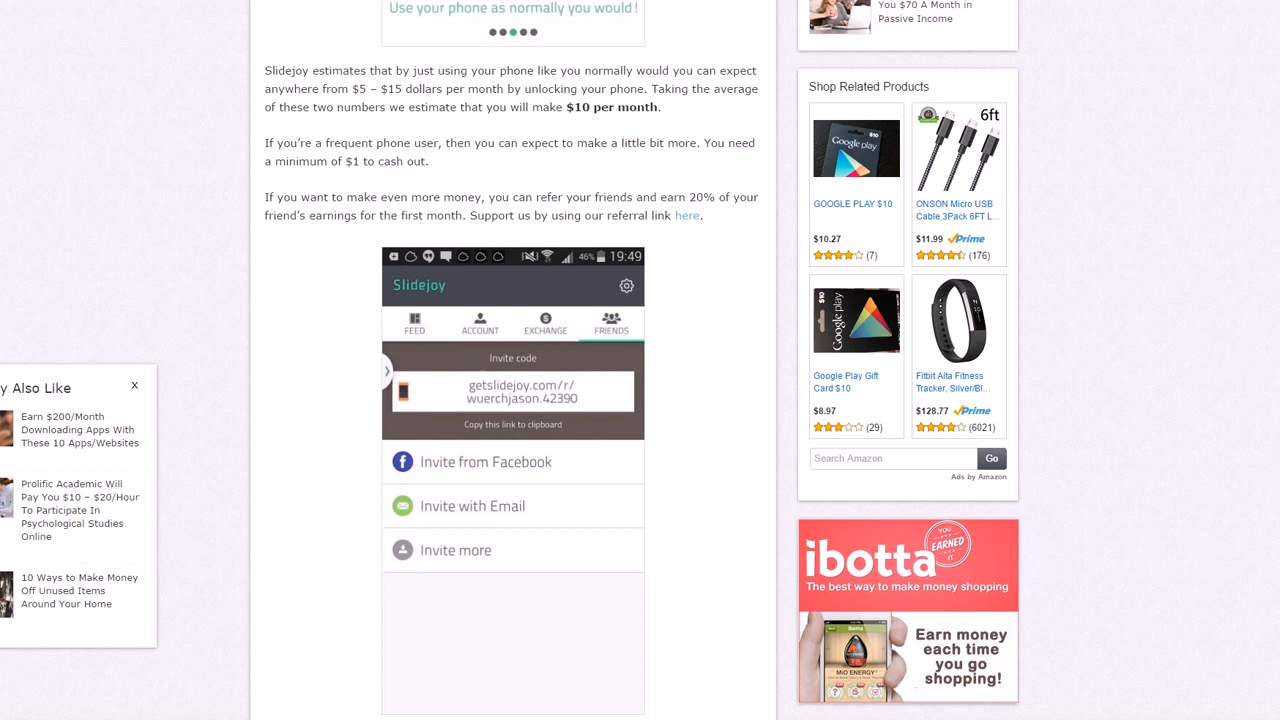 Use your phone as normally you would!
Slidejoy estimates that by just using your phone like you normally would you can expect
anywhere from $5 – $15 dollars per month by unlocking your phone. Taking the average
of these two numbers we estimate that you will make $10 per month.
If you're a frequent phone user, then you can expect to make a little bit more. You need
a minimum of $1 to cash out.
If you want to make even more money, you can refer your friends and earn 20% of your
friend's earnings for the first month. Support us by using our referral link here.
46% 19:49
Slidejoy
FEED ACCOUNT EXCHANGE FRIENDS
Invite code
getslidejoy.com/r/
wuerchjason.42390
Copy this link to clipboard
Invite from Facebook
Invite with Email
Invite more
y Also Like
x
Earn $200/Month
Downloading Apps With
These 10 Apps/Websites
Prolific Academic Will
Pay You $10 – $20/Hour
To Participate In
Psychological Studies
Online
10 Ways to Make Money
Off Unused Items
Around Your Home
You $70 A Month in
Passive Income
Shop Related Products
$10
Google play
GOOGLE PLAY $10
$10.27
(7)
6ft
ONSON Micro USB
Cable,3Pack 6FT L...
$11.99 Prime
(176)
$10
Google play
Google Play Gift
Card $10
$8.97
(29)
Fitbit Alta Fitness
Tracker, Silver/Bl...
$128.77 Prime
(6021)
Search Amazon
Go
Ads by Amazon
YOU
EARNED
IT
ibotta
The best way to make money shopping
MiO ENERGY
Earn money
each time
you go
shopping!